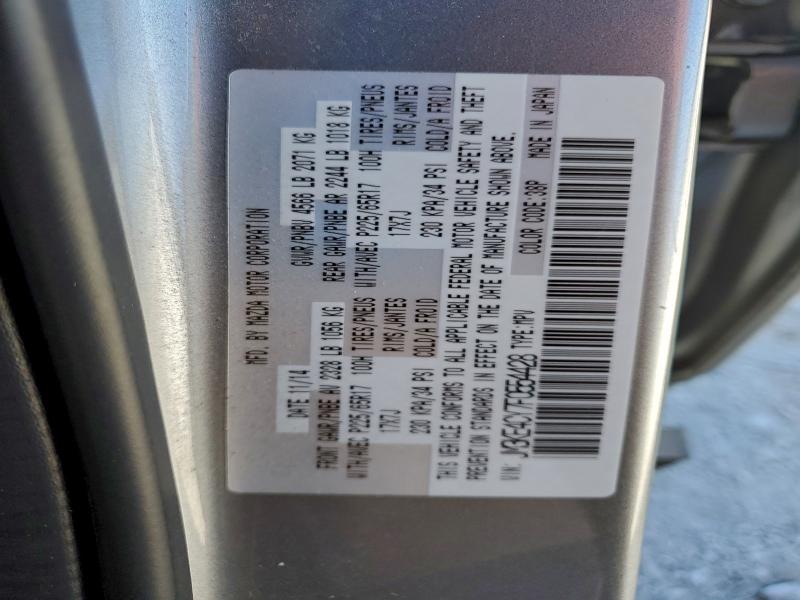 MFD. BY MAZDA MOTOR CORPORATION
DATE 11/14 GVWR/PNBV 4566 LB 2071 KG
FRONT GAWR/PNBE AV 2328 LB 1056 KG REAR GAWR/PNBE AR 2244 LB 1018 KG
WITH/AVEC P225/65R17 100H TIRES/PNEUS WITH/AVEC P225/65R17 100H TIRES/PNEUS
17X7J RIMS/JANTES 17X7J RIMS/JANTES
230 KPA/34 PSI COLD/A FROID 230 KPA/34 PSI COLD/A FROID
THIS VEHICLE CONFORMS TO ALL APPLICABLE FEDERAL MOTOR VEHICLE SAFETY AND THEFT
PREVENTION STANDARDS IN EFFECT ON THE DATE OF MANUFACTURE SHOWN ABOVE.
VIN: JM3KE4CY7F0554428 TYPE:MPV COLOR CODE:38P MADE IN JAPAN